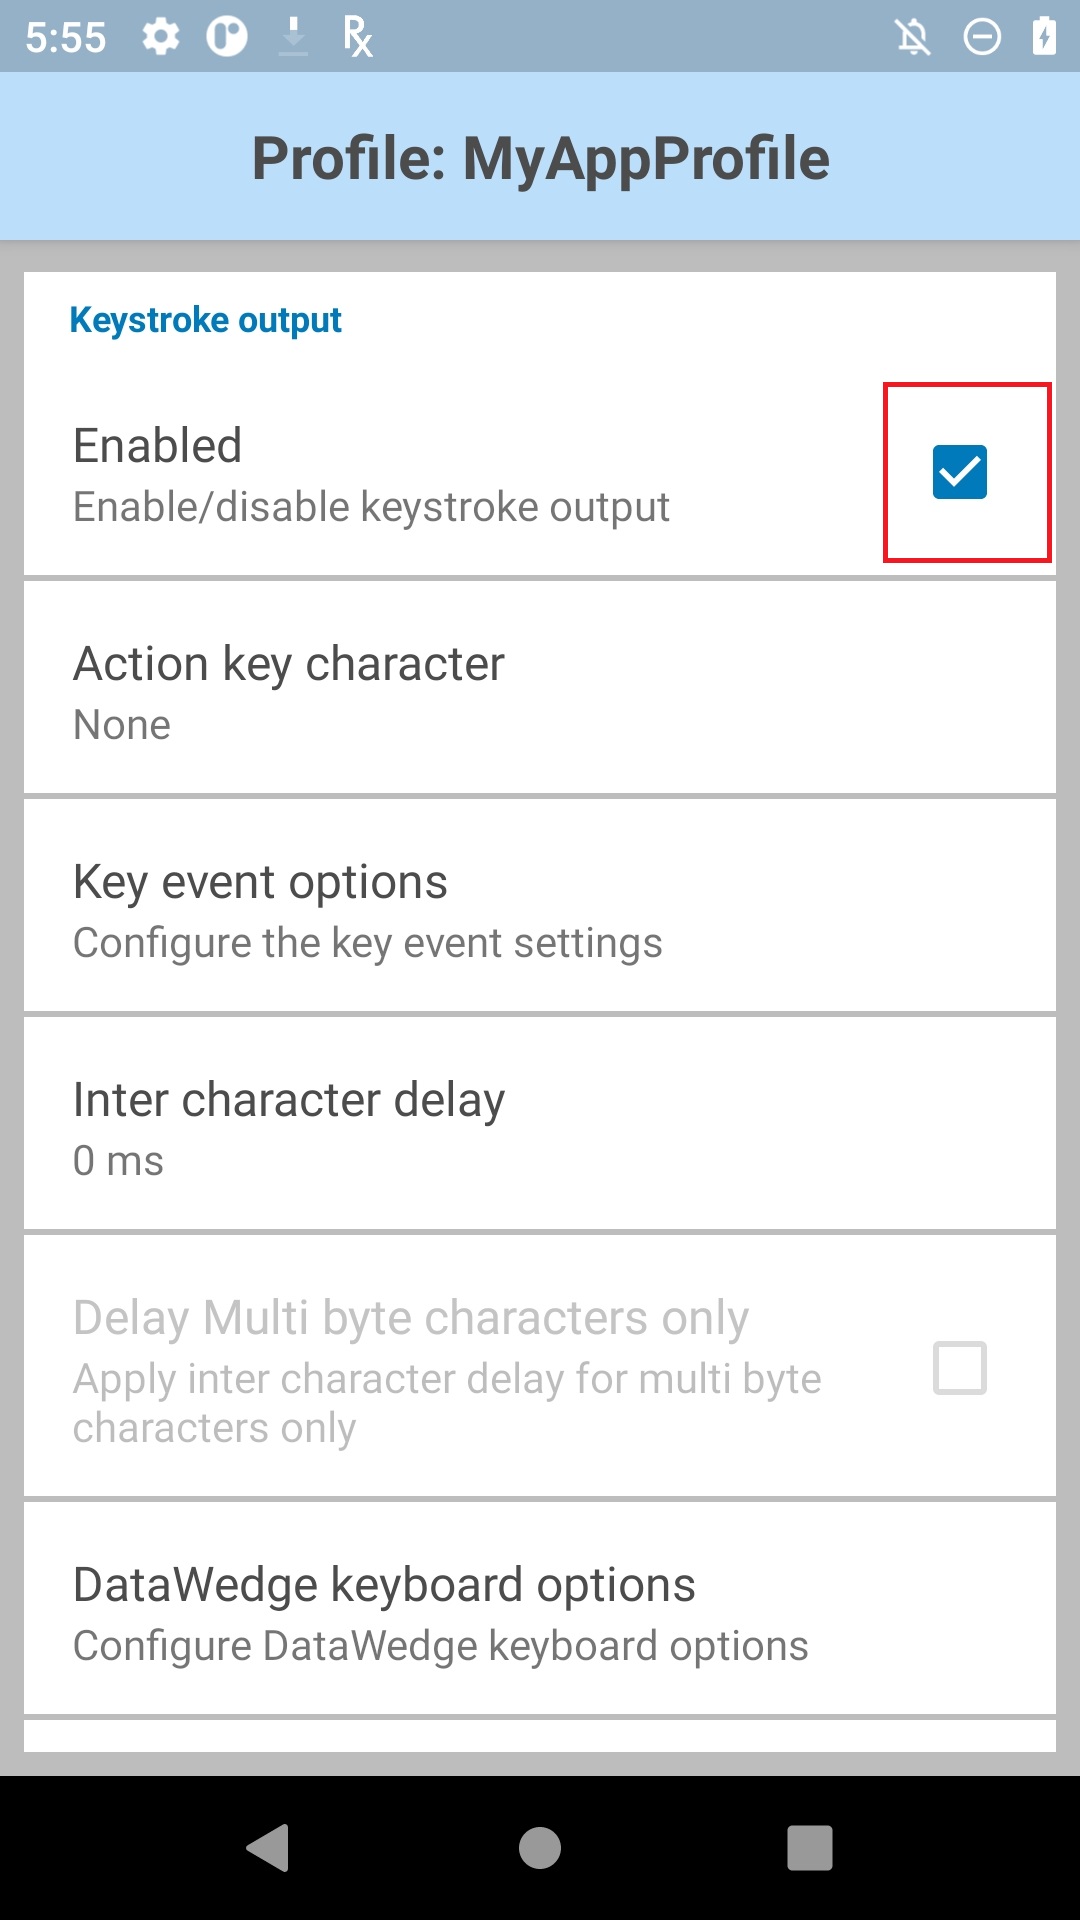 5:55
Profile: MyAppProfile
Keystroke output
Enabled
Enable/disable keystroke output
Action key character
None
Key event options
Configure the key event settings
Inter character delay
0 ms
Delay Multi byte characters only
Apply inter character delay for multi byte
characters only
DataWedge keyboard options
Configure DataWedge keyboard options